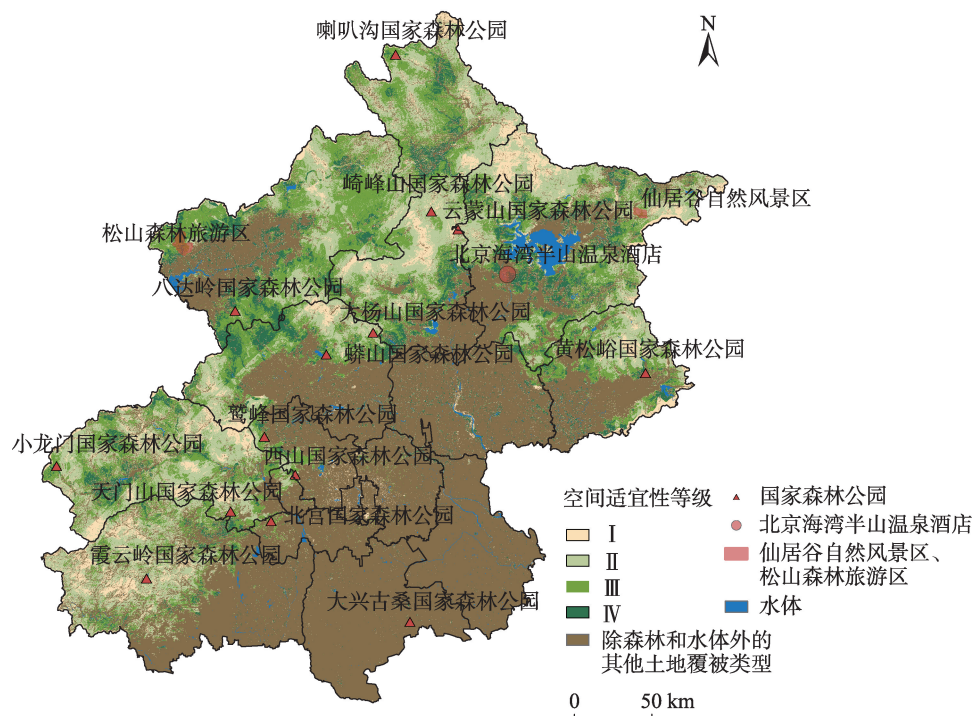 喇叭沟国家森林公园
N
崎峰山国家森林公园
仙居谷自然风景区
云蒙山国家森林公园
松山森林旅游区
北京海湾半山温泉酒店
八达岭国家森林公园
大杨山国家森林公园
蟒山国家森林公园
黄松峪国家森林公园
鹫峰国家森林公园
小龙门国家森林公园
西山国家森林公园
天门山国家森林公园
北宫国家森林公园
霞云岭国家森林公园
大兴古桑国家森林公园
空间适宜性等级
Ⅰ
Ⅱ
Ⅲ
Ⅳ
除森林和水体外的
其他土地覆被类型
国家森林公园
北京海湾半山温泉酒店
仙居谷自然风景区、
松山森林旅游区
水体
0 50 km